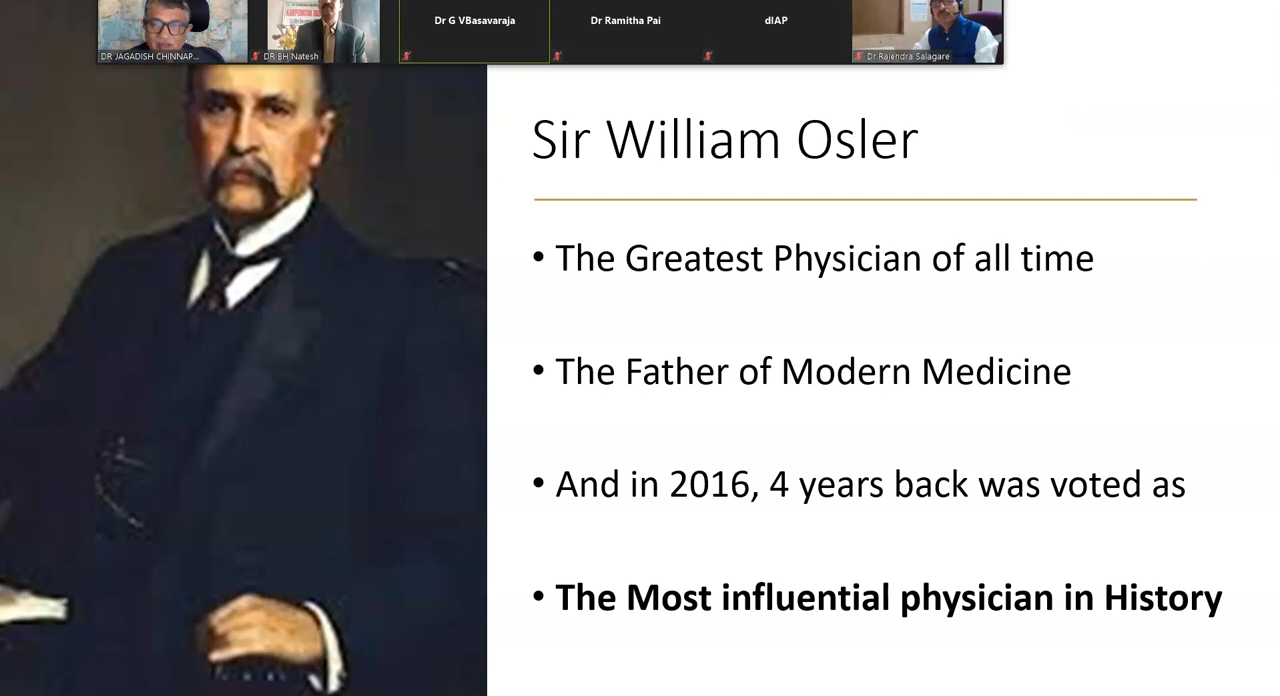 DR JAGADISH CHINNAP...
DR BH Natesh
Dr G VBasavaraja
Dr Ramitha Pai
dIAP
Dr.Rajendra Salagare
Sir William Osler
• The Greatest Physician of all time
• The Father of Modern Medicine
• And in 2016, 4 years back was voted as
• The Most influential physician in History